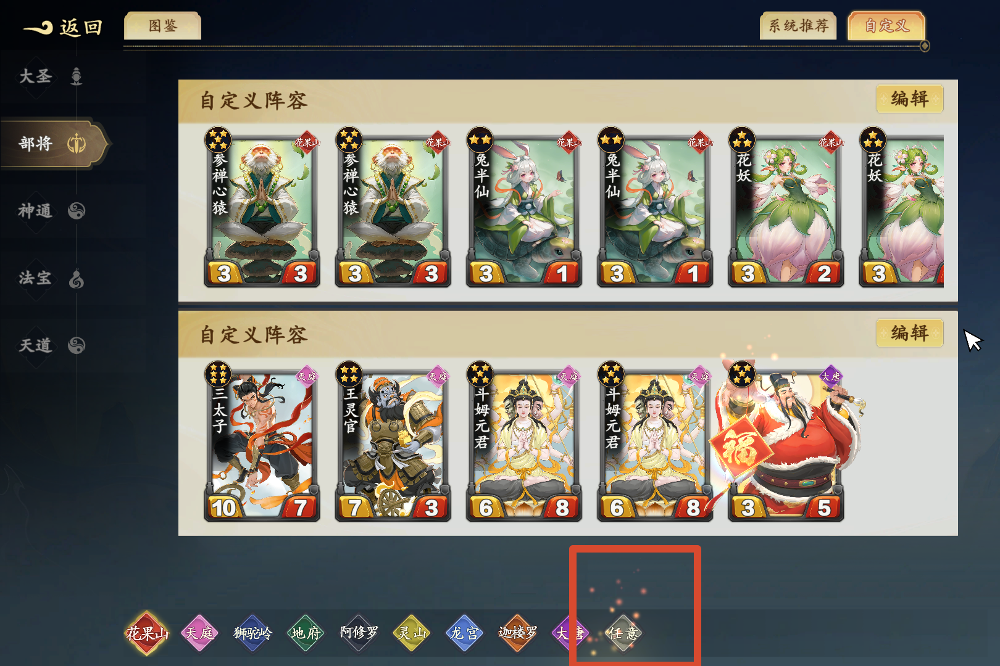 返回
图鉴
系统推荐
自定义
大圣
部将
神通
法宝
天道
自定义阵容
编辑
参禅心猿
花果山
3
3
参禅心猿
花果山
3
3
兔半仙
花果山
3
1
兔半仙
花果山
3
1
花妖
花果山
3
2
花妖
3
自定义阵容
编辑
三太子
天庭
10
7
王灵官
天庭
7
3
斗姆元君
天庭
6
8
斗姆元君
天庭
6
8
大唐
福
3
5
花果山
天庭
狮驼岭
地府
阿修罗
灵山
龙宫
迦楼罗
大唐
任意